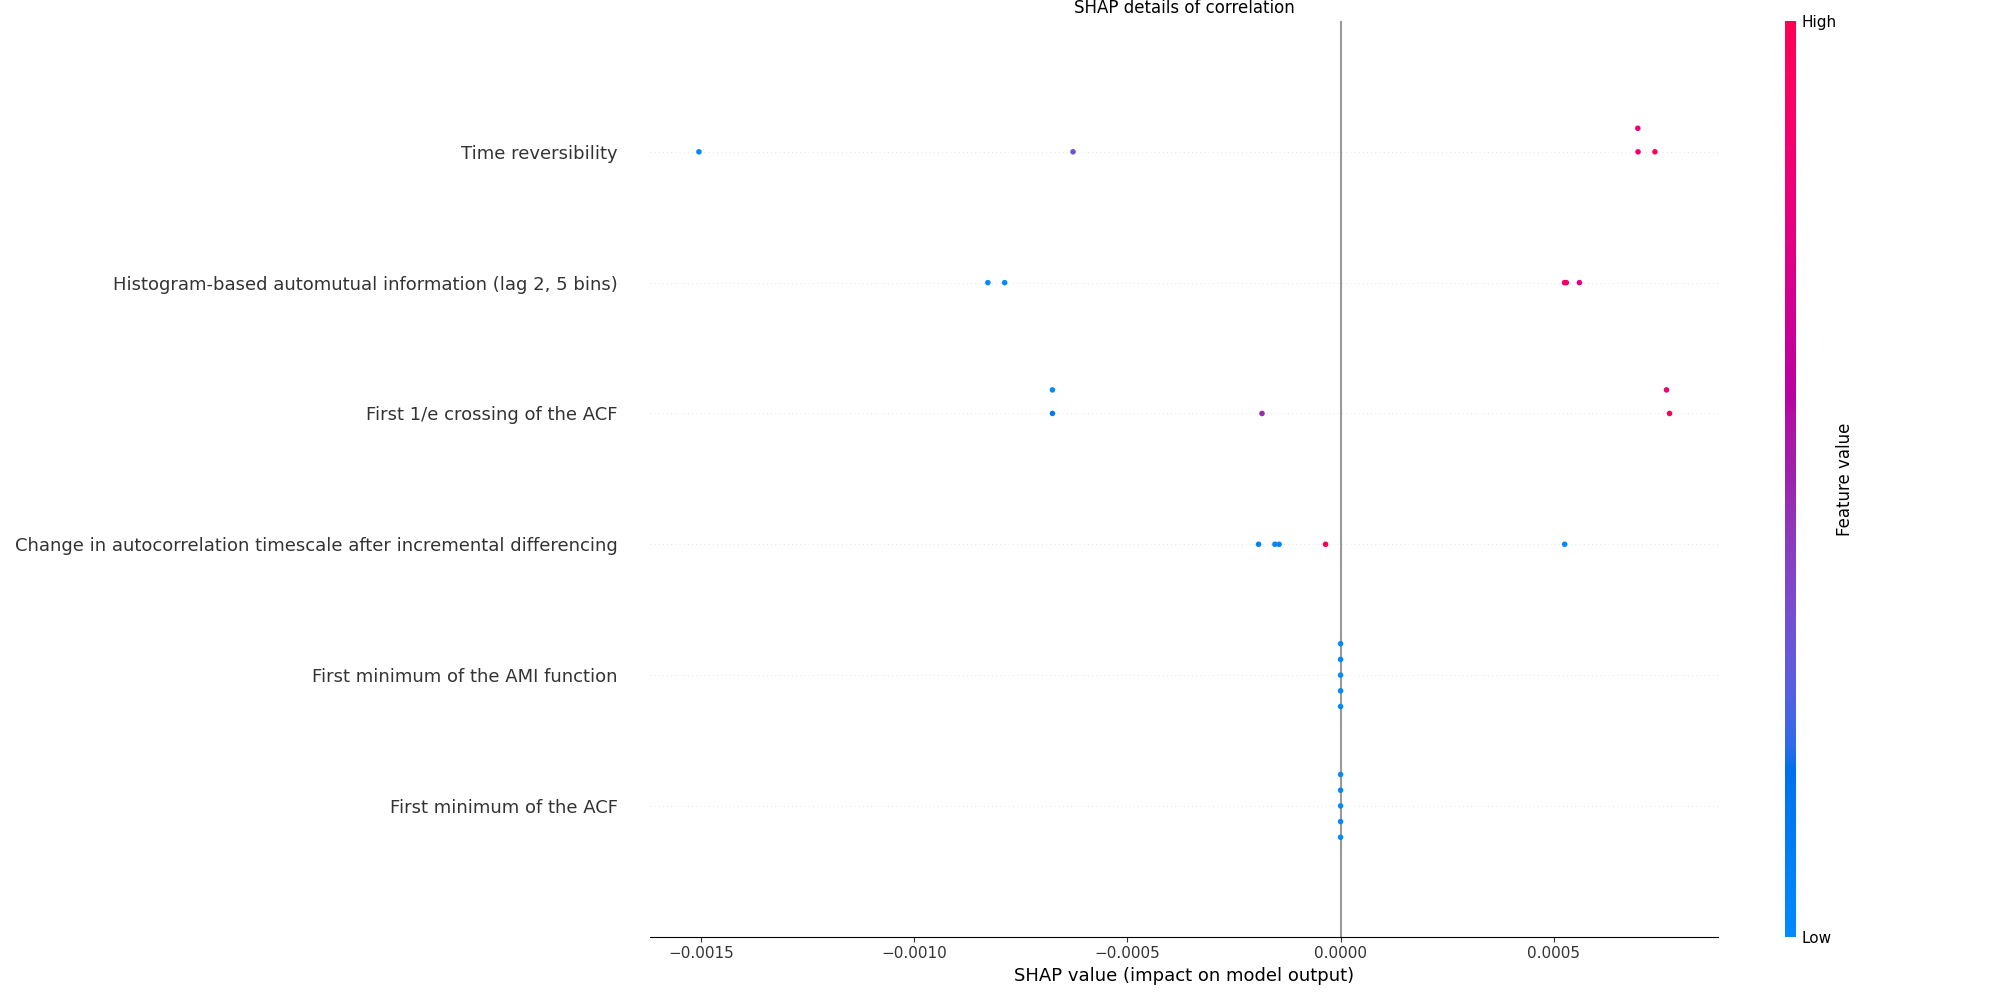 SHAP details of correlation
High
Time reversibility
Histogram-based automutual information (lag 2, 5 bins)
First 1/e crossing of the ACF
Feature value
Change in autocorrelation timescale after incremental differencing
First minimum of the AMI function
First minimum of the ACF
Low
−0.0015
−0.0010
−0.0005
0.0000
0.0005
SHAP value (impact on model output)